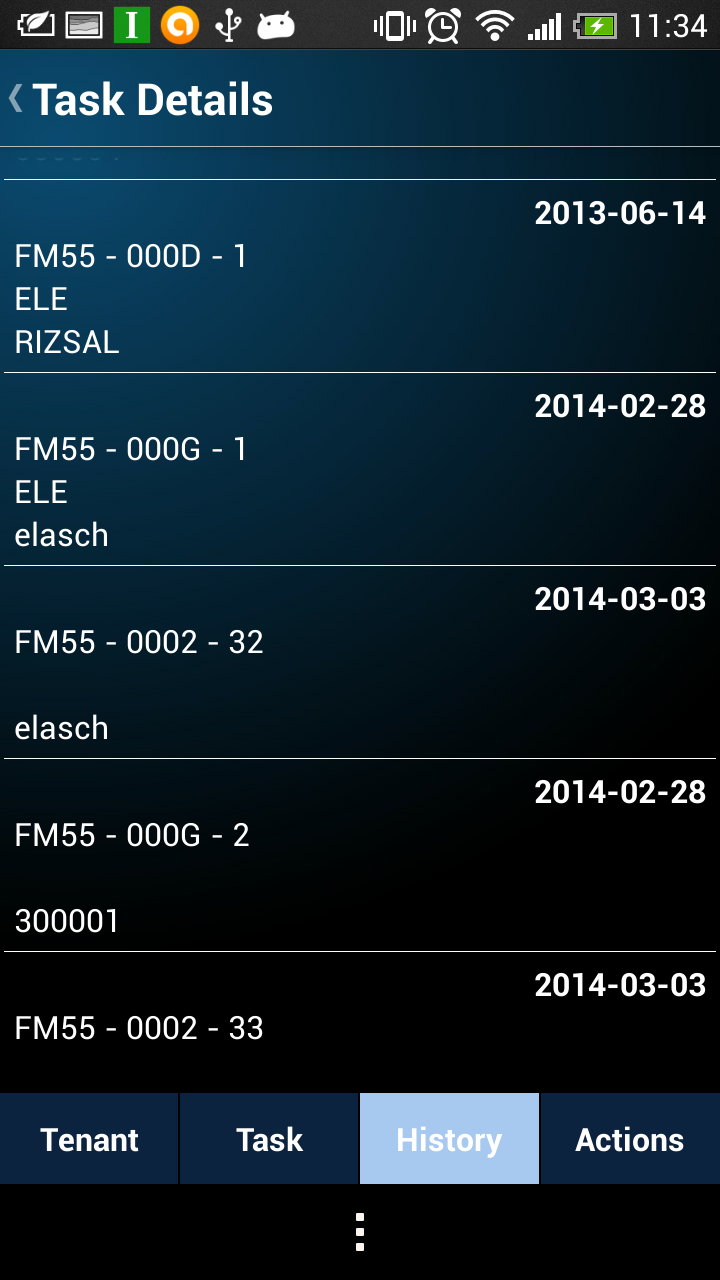 11:34
Task Details
2013-06-14
FM55 - 000D - 1
ELE
RIZSAL
2014-02-28
FM55 - 000G - 1
ELE
elasch
2014-03-03
FM55 - 0002 - 32
elasch
2014-02-28
FM55 - 000G - 2
300001
2014-03-03
FM55 - 0002 - 33
Tenant Task History Actions